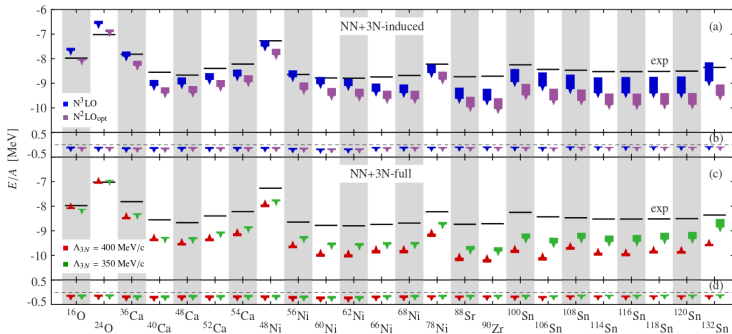 -6
-7
-8
-9
-10
NN+3N-induced
(a)
exp
N³LO
N²LOopt
0.5
-0.5
(b)
E/A [MeV]
-7
-8
-9
-10
NN+3N-full
(c)
exp
Λ3N = 400 MeV/c
Λ3N = 350 MeV/c
0.5
-0.5
(d)
¹⁶O ³⁶Ca ⁴⁸Ca ⁵⁴Ca ⁵⁶Ni ⁶²Ni ⁶⁸Ni ⁸⁸Sr ¹⁰⁰Sn ¹⁰⁸Sn ¹¹⁶Sn ¹²⁰Sn
²⁴O ⁴⁰Ca ⁵²Ca ⁴⁸Ni ⁶⁰Ni ⁶⁶Ni ⁷⁸Ni ⁹⁰Zr ¹⁰⁶Sn ¹¹⁴Sn ¹¹⁸Sn ¹³²Sn